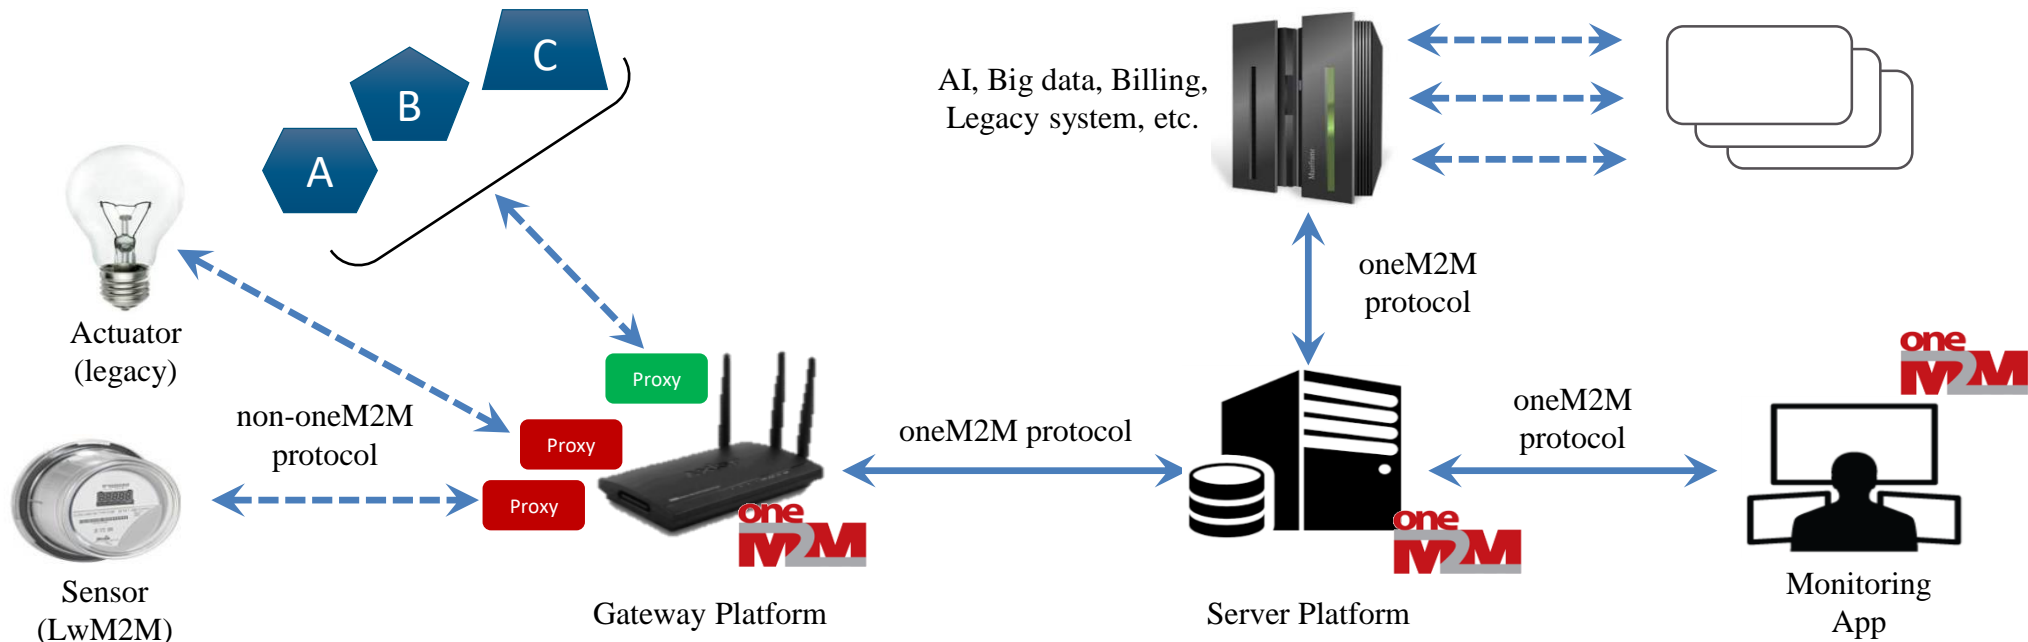 C
B
A
AI, Big data, Billing,
Legacy system, etc.
Mainframe
Actuator
(legacy)
oneM2M
protocol
Proxy
non-oneM2M
protocol
Proxy
Proxy
oneM2M protocol
oneM2M
protocol
one
M2M
one
M2M
one
M2M
Sensor
(LwM2M)
Gateway Platform
Server Platform
Monitoring
App